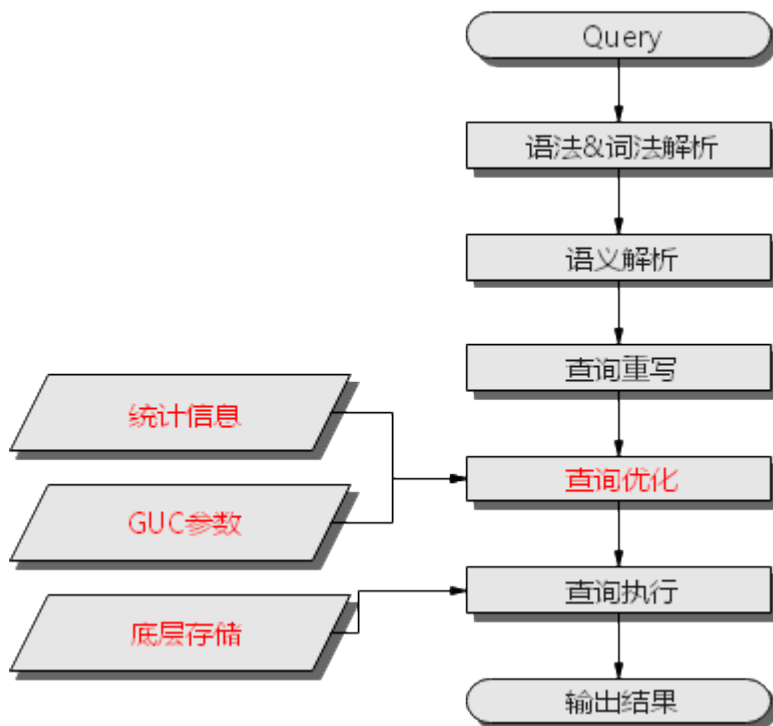 Query
语法&词法解析
语义解析
查询重写
统计信息
查询优化
GUC参数
查询执行
底层存储
输出结果